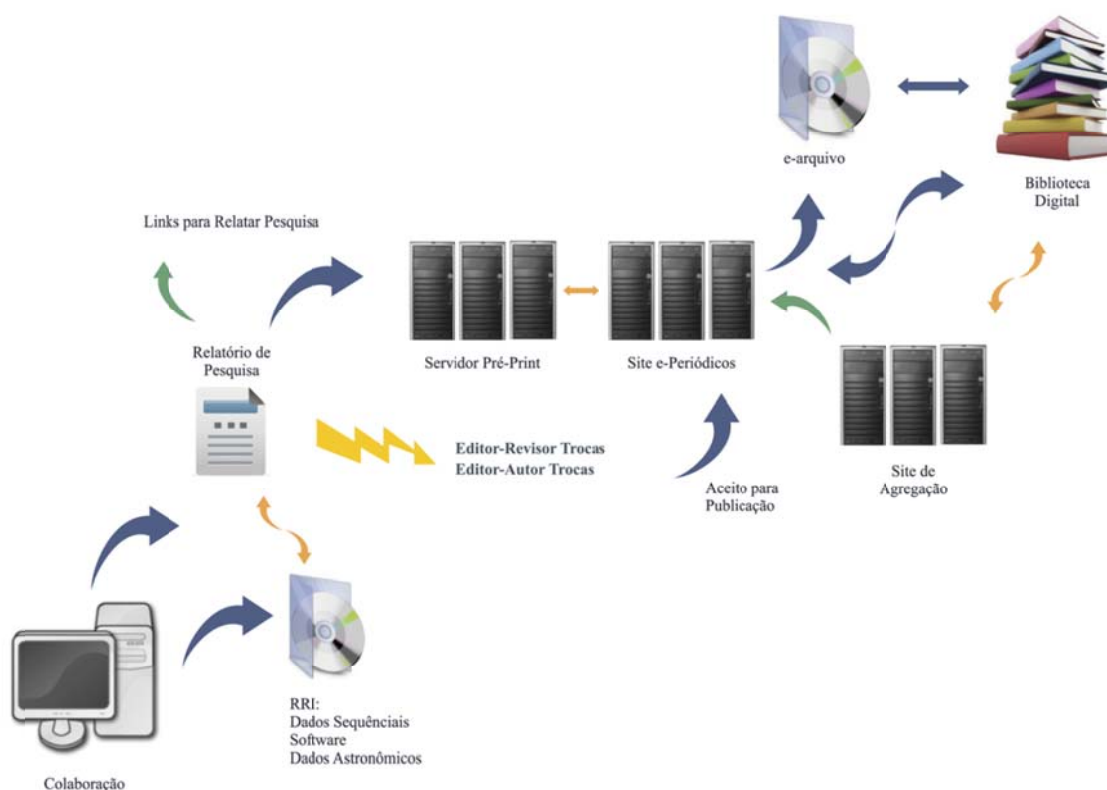 e-arquivo
Biblioteca
Digital
Links para Relatar Pesquisa
Relatório de
Pesquisa
Servidor Pré-Print
Site e-Periódicos
Editor-Revisor Trocas
Editor-Autor Trocas
Aceito para
Publicação
Site de
Agregação
RRI:
Dados Sequênciais
Software
Dados Astronômicos
Colaboração